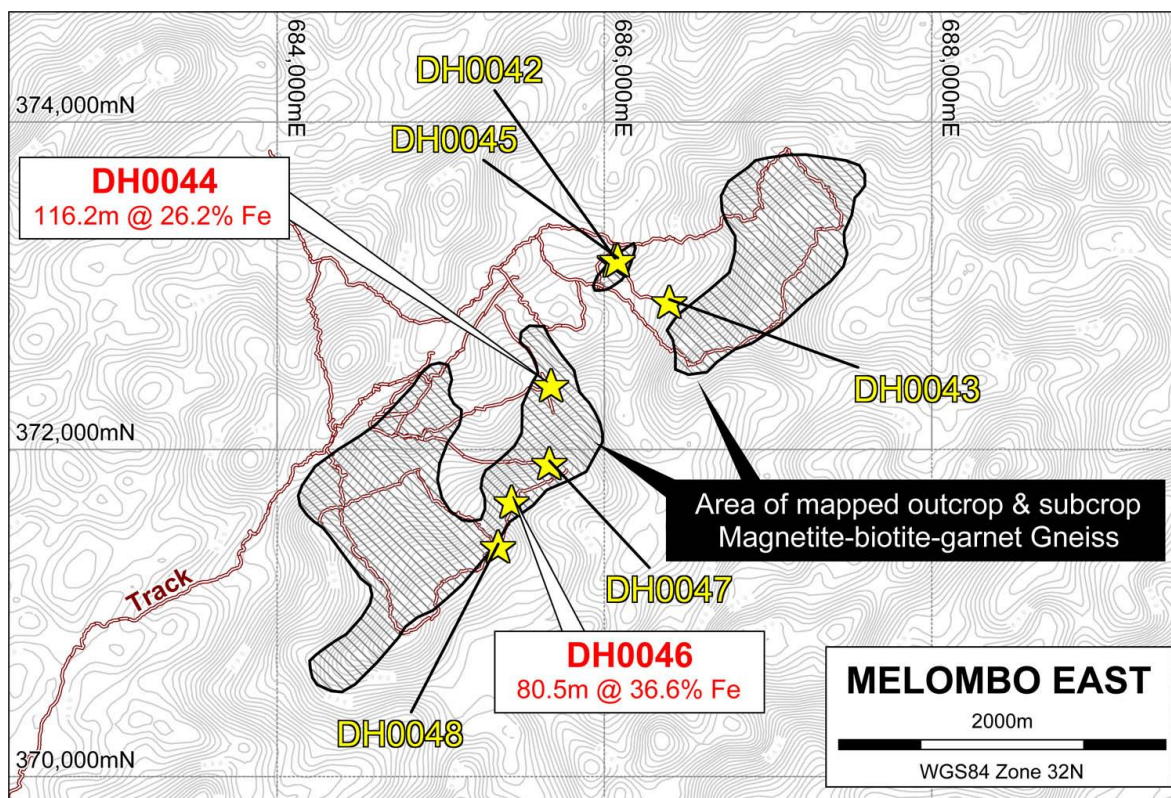 684,000mE
686,000mE
688,000mE
374,000mN
DH0042
DH0045
DH0044
116.2m @ 26.2% Fe
DH0043
372,000mN
Area of mapped outcrop & subcrop
Magnetite-biotite-garnet Gneiss
Track
DH0047
DH0046
80.5m @ 36.6% Fe
DH0048
370,000mN
MELOMBO EAST
2000m
WGS84 Zone 32N